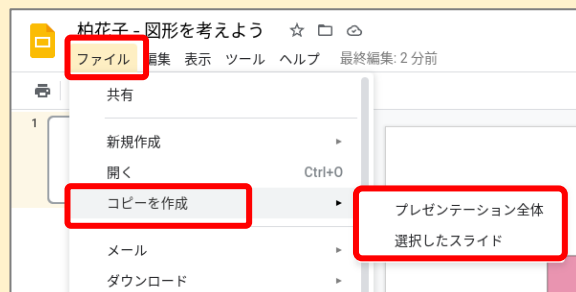 柏花子 - 図形を考えよう
ファイル 編集 表示 ツール ヘルプ 最終編集: 2 分前
共有
1
新規作成
開く Ctrl+O
コピーを作成
プレゼンテーション全体
選択したスライド
メール
ダウンロード